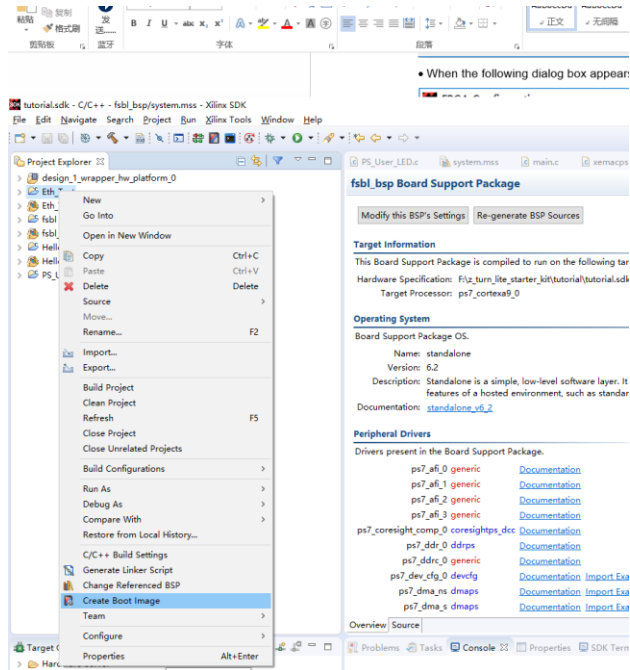 粘贴
复制
格式刷
剪贴板
发
送......
蓝牙
B I U abc x, x'
A A A
字体
段落
正文
无间隔
• When the following dialog box appears
tutorial.sdk - C/C++ - fsbl_bsp/system.mss - Xilinx SDK
File Edit Navigate Search Project Run Xilinx Tools Window Help
Project Explorer
design_1_wrapper_hw_platform_0
Eth_T
Eth_
fsbl
fsbl_
Hell
Hell
PS_U
New
Go Into
Open in New Window
Copy Ctrl+C
Paste Ctrl+V
Delete Delete
Source
Move...
Rename... F2
Import...
Export...
Build Project
Clean Project
Refresh F5
Close Project
Close Unrelated Projects
Build Configurations
Run As
Debug As
Compare With
Restore from Local History...
C/C++ Build Settings
Generate Linker Script
Change Referenced BSP
Create Boot Image
Team
Configure
Properties Alt+Enter
Target C
PS_User_LED.c system.mss main.c xemacps
fsbl_bsp Board Support Package
Modify this BSP's Settings Re-generate BSP Sources
Target Information
This Board Support Package is compiled to run on the following tar
Hardware Specification: F:\z_turn_lite_starter_kit\tutorial\tutorial.sdk
Target Processor: ps7_cortexa9_0
Operating System
Board Support Package OS.
Name: standalone
Version: 6.2
Description: Standalone is a simple, low-level software layer. It
features of a hosted environment, such as standar
Documentation: standalone_v6_2
Peripheral Drivers
Drivers present in the Board Support Package.
ps7_afi_0 generic Documentation
ps7_afi_1 generic Documentation
ps7_afi_2 generic Documentation
ps7_afi_3 generic Documentation
ps7_coresight_comp_0 coresightps_dcc Documentation
ps7_ddr_0 ddrps Documentation
ps7_ddrc_0 generic Documentation
ps7_dev_cfg_0 devcfg Documentation Import Exa
ps7_dma_ns dmaps Documentation Import Exa
ps7_dma_s dmaps Documentation Import Exa
Overview Source
Problems Tasks Console Properties SDK Term